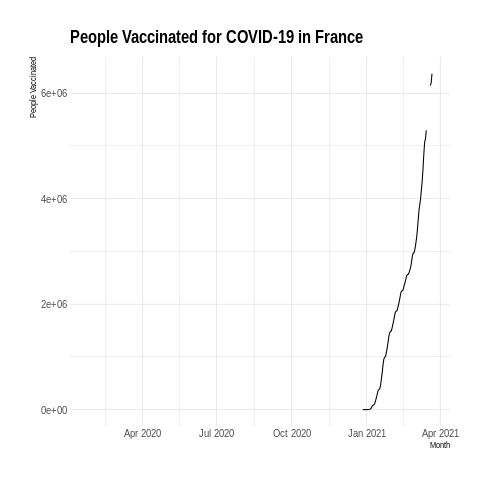 People Vaccinated for COVID-19 in France
People Vaccinated
6e+06
4e+06
2e+06
0e+00
Apr 2020 Jul 2020 Oct 2020 Jan 2021 Apr 2021
Month